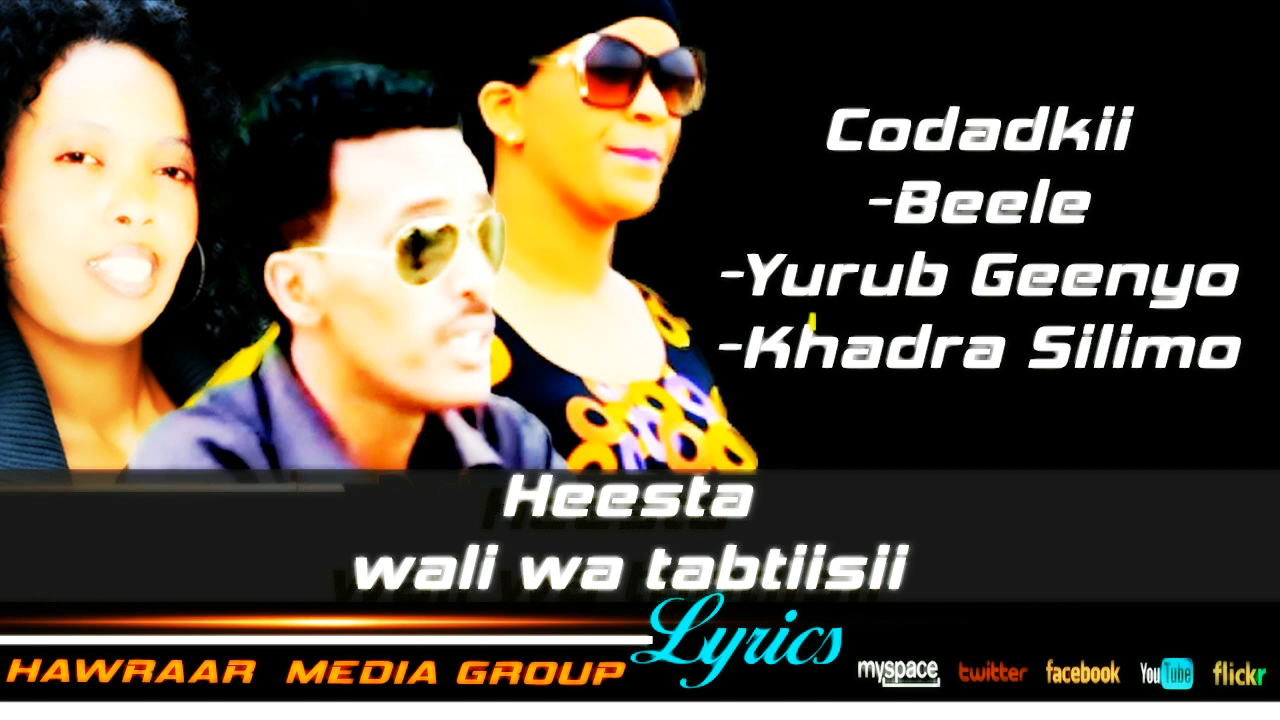 Codadkii
-Beele
-Yurub Geenyo
-Khadra Silimo
Heesta
wali wa tabtiisii
Lyrics
HAWRAAR MEDIA GROUP
myspace twitter facebook YouTube flickr